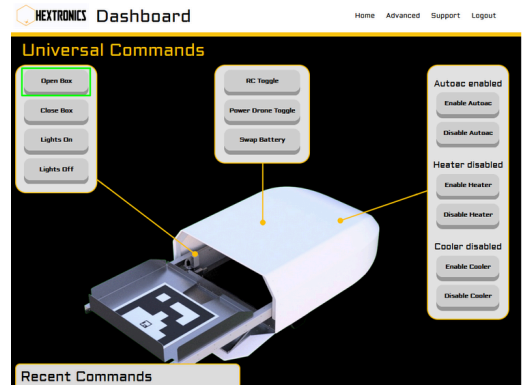 HEXTRONICS Dashboard
Home Advanced Support Logout
Universal Commands
Open Box
Close Box
Lights On
Lights Off
RC Toggle
Power Drone Toggle
Swap Battery
Autoac enabled
Enable Autoac
Disable Autoac
Heater disabled
Enable Heater
Disable Heater
Cooler disabled
Enable Cooler
Disable Cooler
Recent Commands